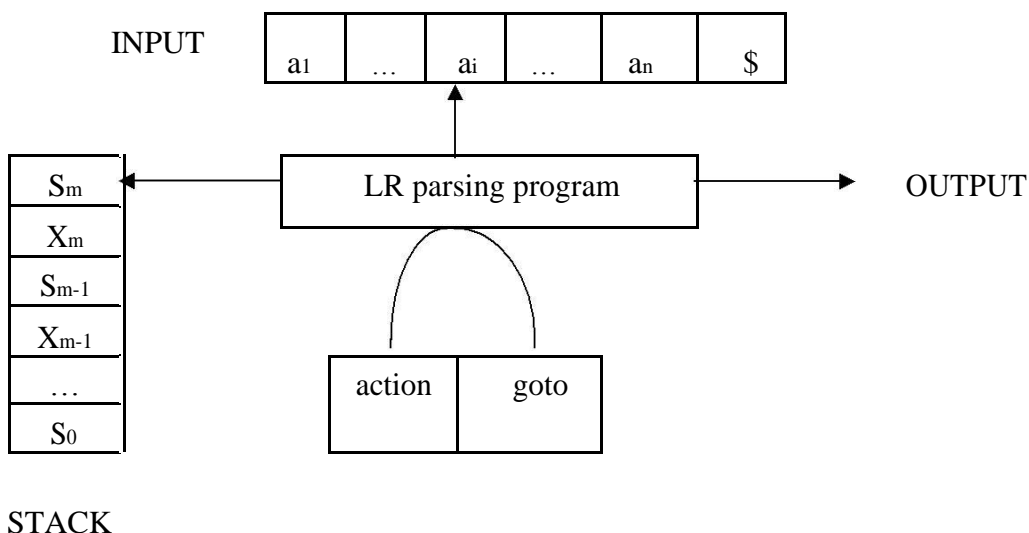 INPUT
a1 … ai … an $
LR parsing program
OUTPUT
Sm
Xm
Sm-1
Xm-1
…
S0
action goto
STACK